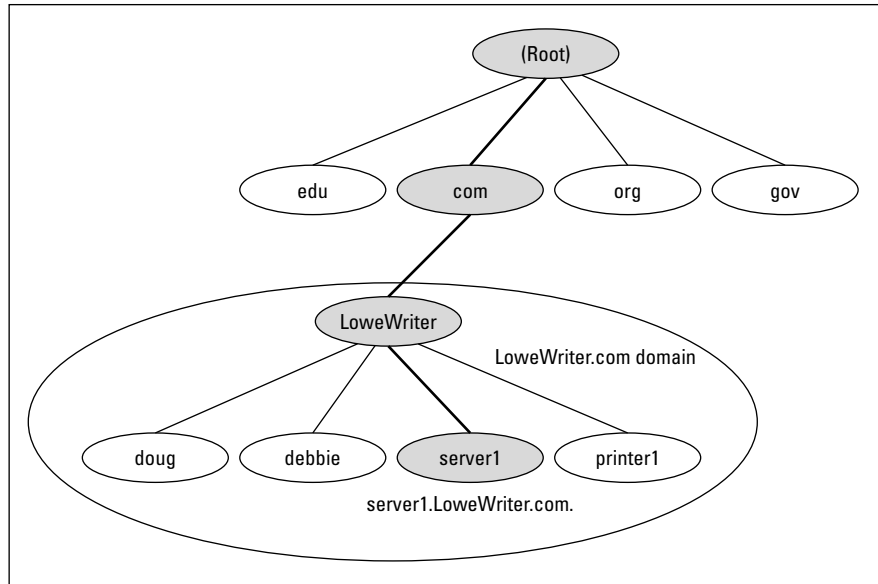 (Root)
edu
com
org
gov
LoweWriter
LoweWriter.com domain
doug
debbie
server1
printer1
server1.LoweWriter.com.